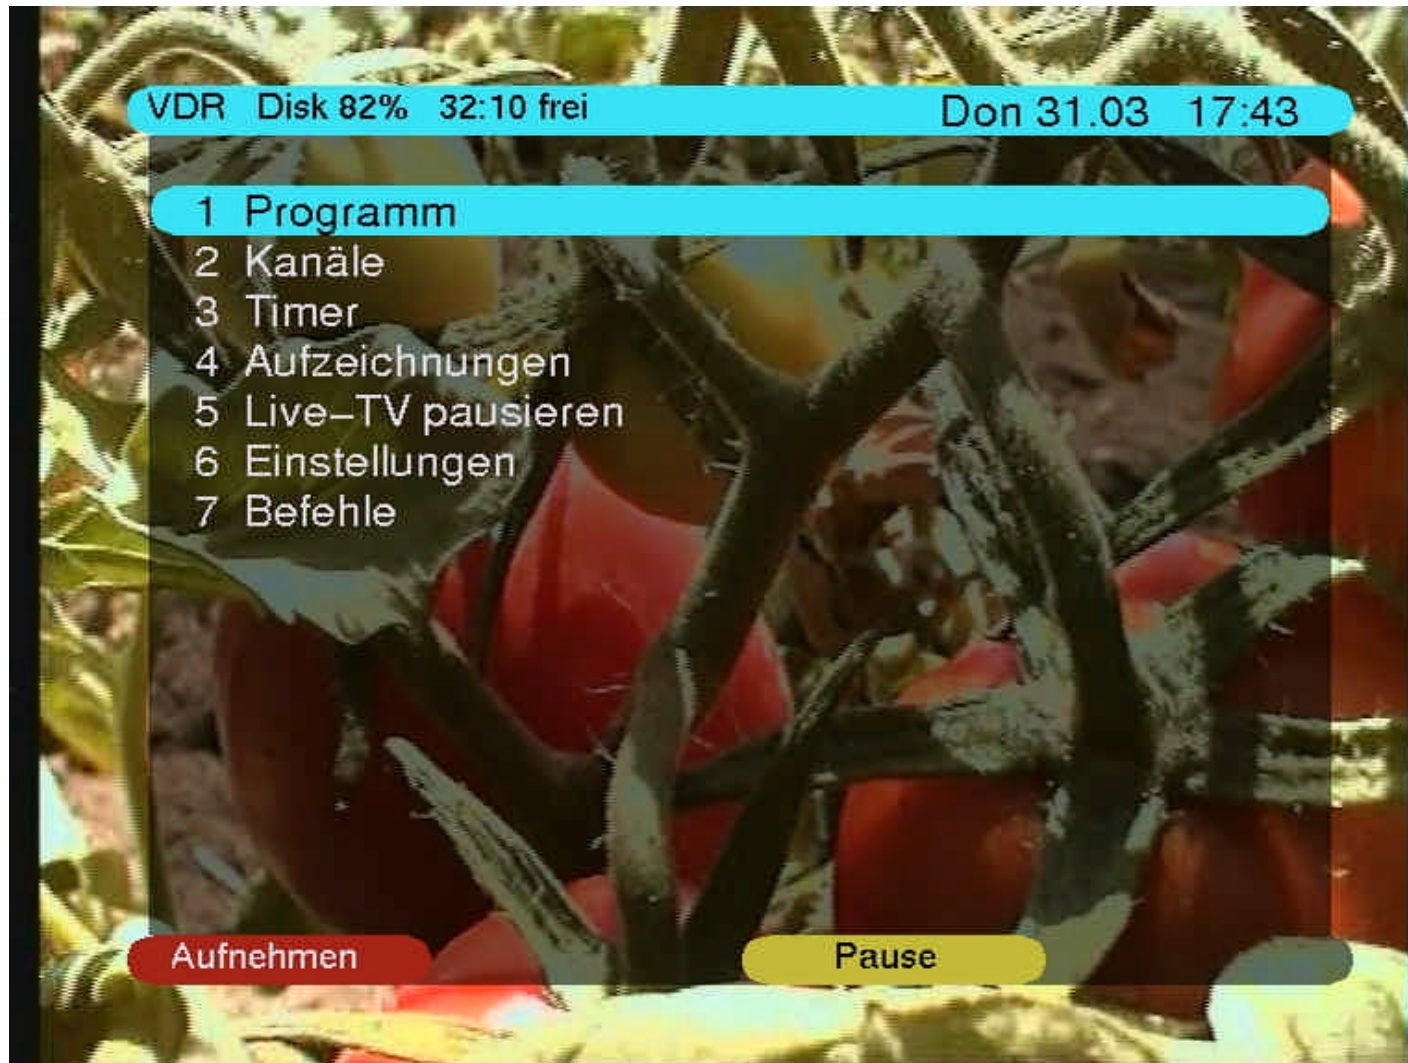 VDR Disk 82% 32:10 frei Don 31.03 17:43
1 Programm
2 Kanäle
3 Timer
4 Aufzeichnungen
5 Live-TV pausieren
6 Einstellungen
7 Befehle
Aufnehmen Pause